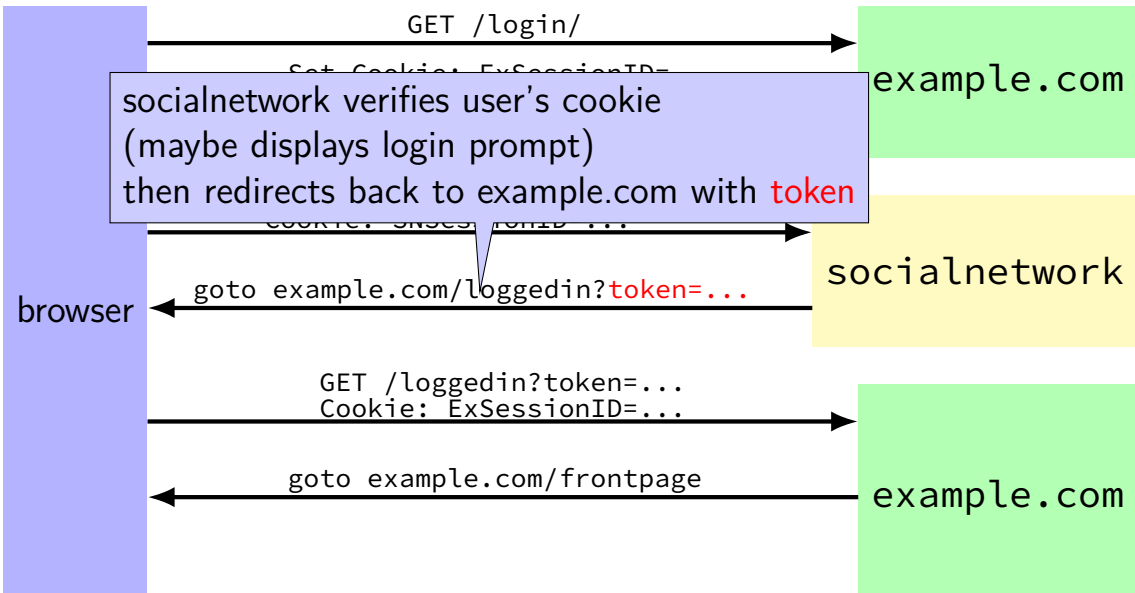 GET /login/
example.com
socialnetwork verifies user's cookie
(maybe displays login prompt)
then redirects back to example.com with token
socialnetwork
goto example.com/loggedin?token=...
browser
GET /loggedin?token=...
Cookie: ExSessionID=...
goto example.com/frontpage
example.com